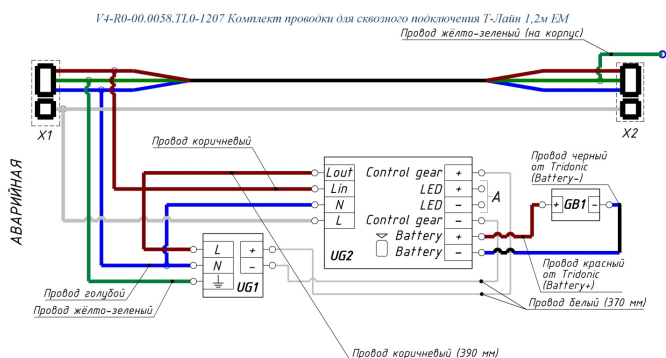 V4-R0-00.0058.TL0-1207 Комплект проводки для сквозного подключения Т-Лайн 1,2м ЕМ
Провод жёлто-зеленый (на корпус)
X1
X2
АВАРИЙНАЯ
Провод коричневый
Lout
Lin
N
L
UG2
Control gear +
LED +
LED -
Control gear -
Battery +
Battery -
A
Провод черный
от Tridonic
(Battery-)
+ GB1 -
Провод красный
от Tridonic
(Battery+)
L
N
+
-
UG1
Провод голубой
Провод жёлто-зеленый
Провод белый (370 мм)
Провод коричневый (390 мм)